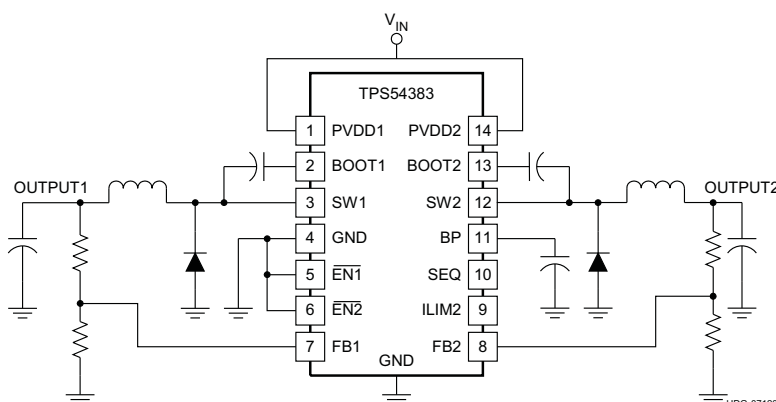 VIN
TPS54383
1 PVDD1 PVDD2 14
2 BOOT1 BOOT2 13
OUTPUT1 OUTPUT2
3 SW1 SW2 12
4 GND BP 11
5 EN1 SEQ 10
6 EN2 ILIM2 9
7 FB1 FB2 8
GND